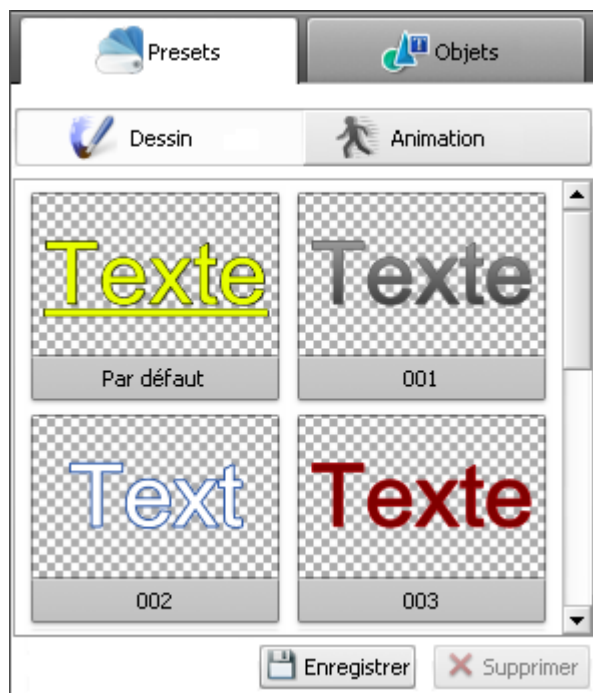 Presets
Objets
Dessin
Animation
Texte
Texte
Par défaut
001
Text
Texte
002
003
Enregistrer
Supprimer